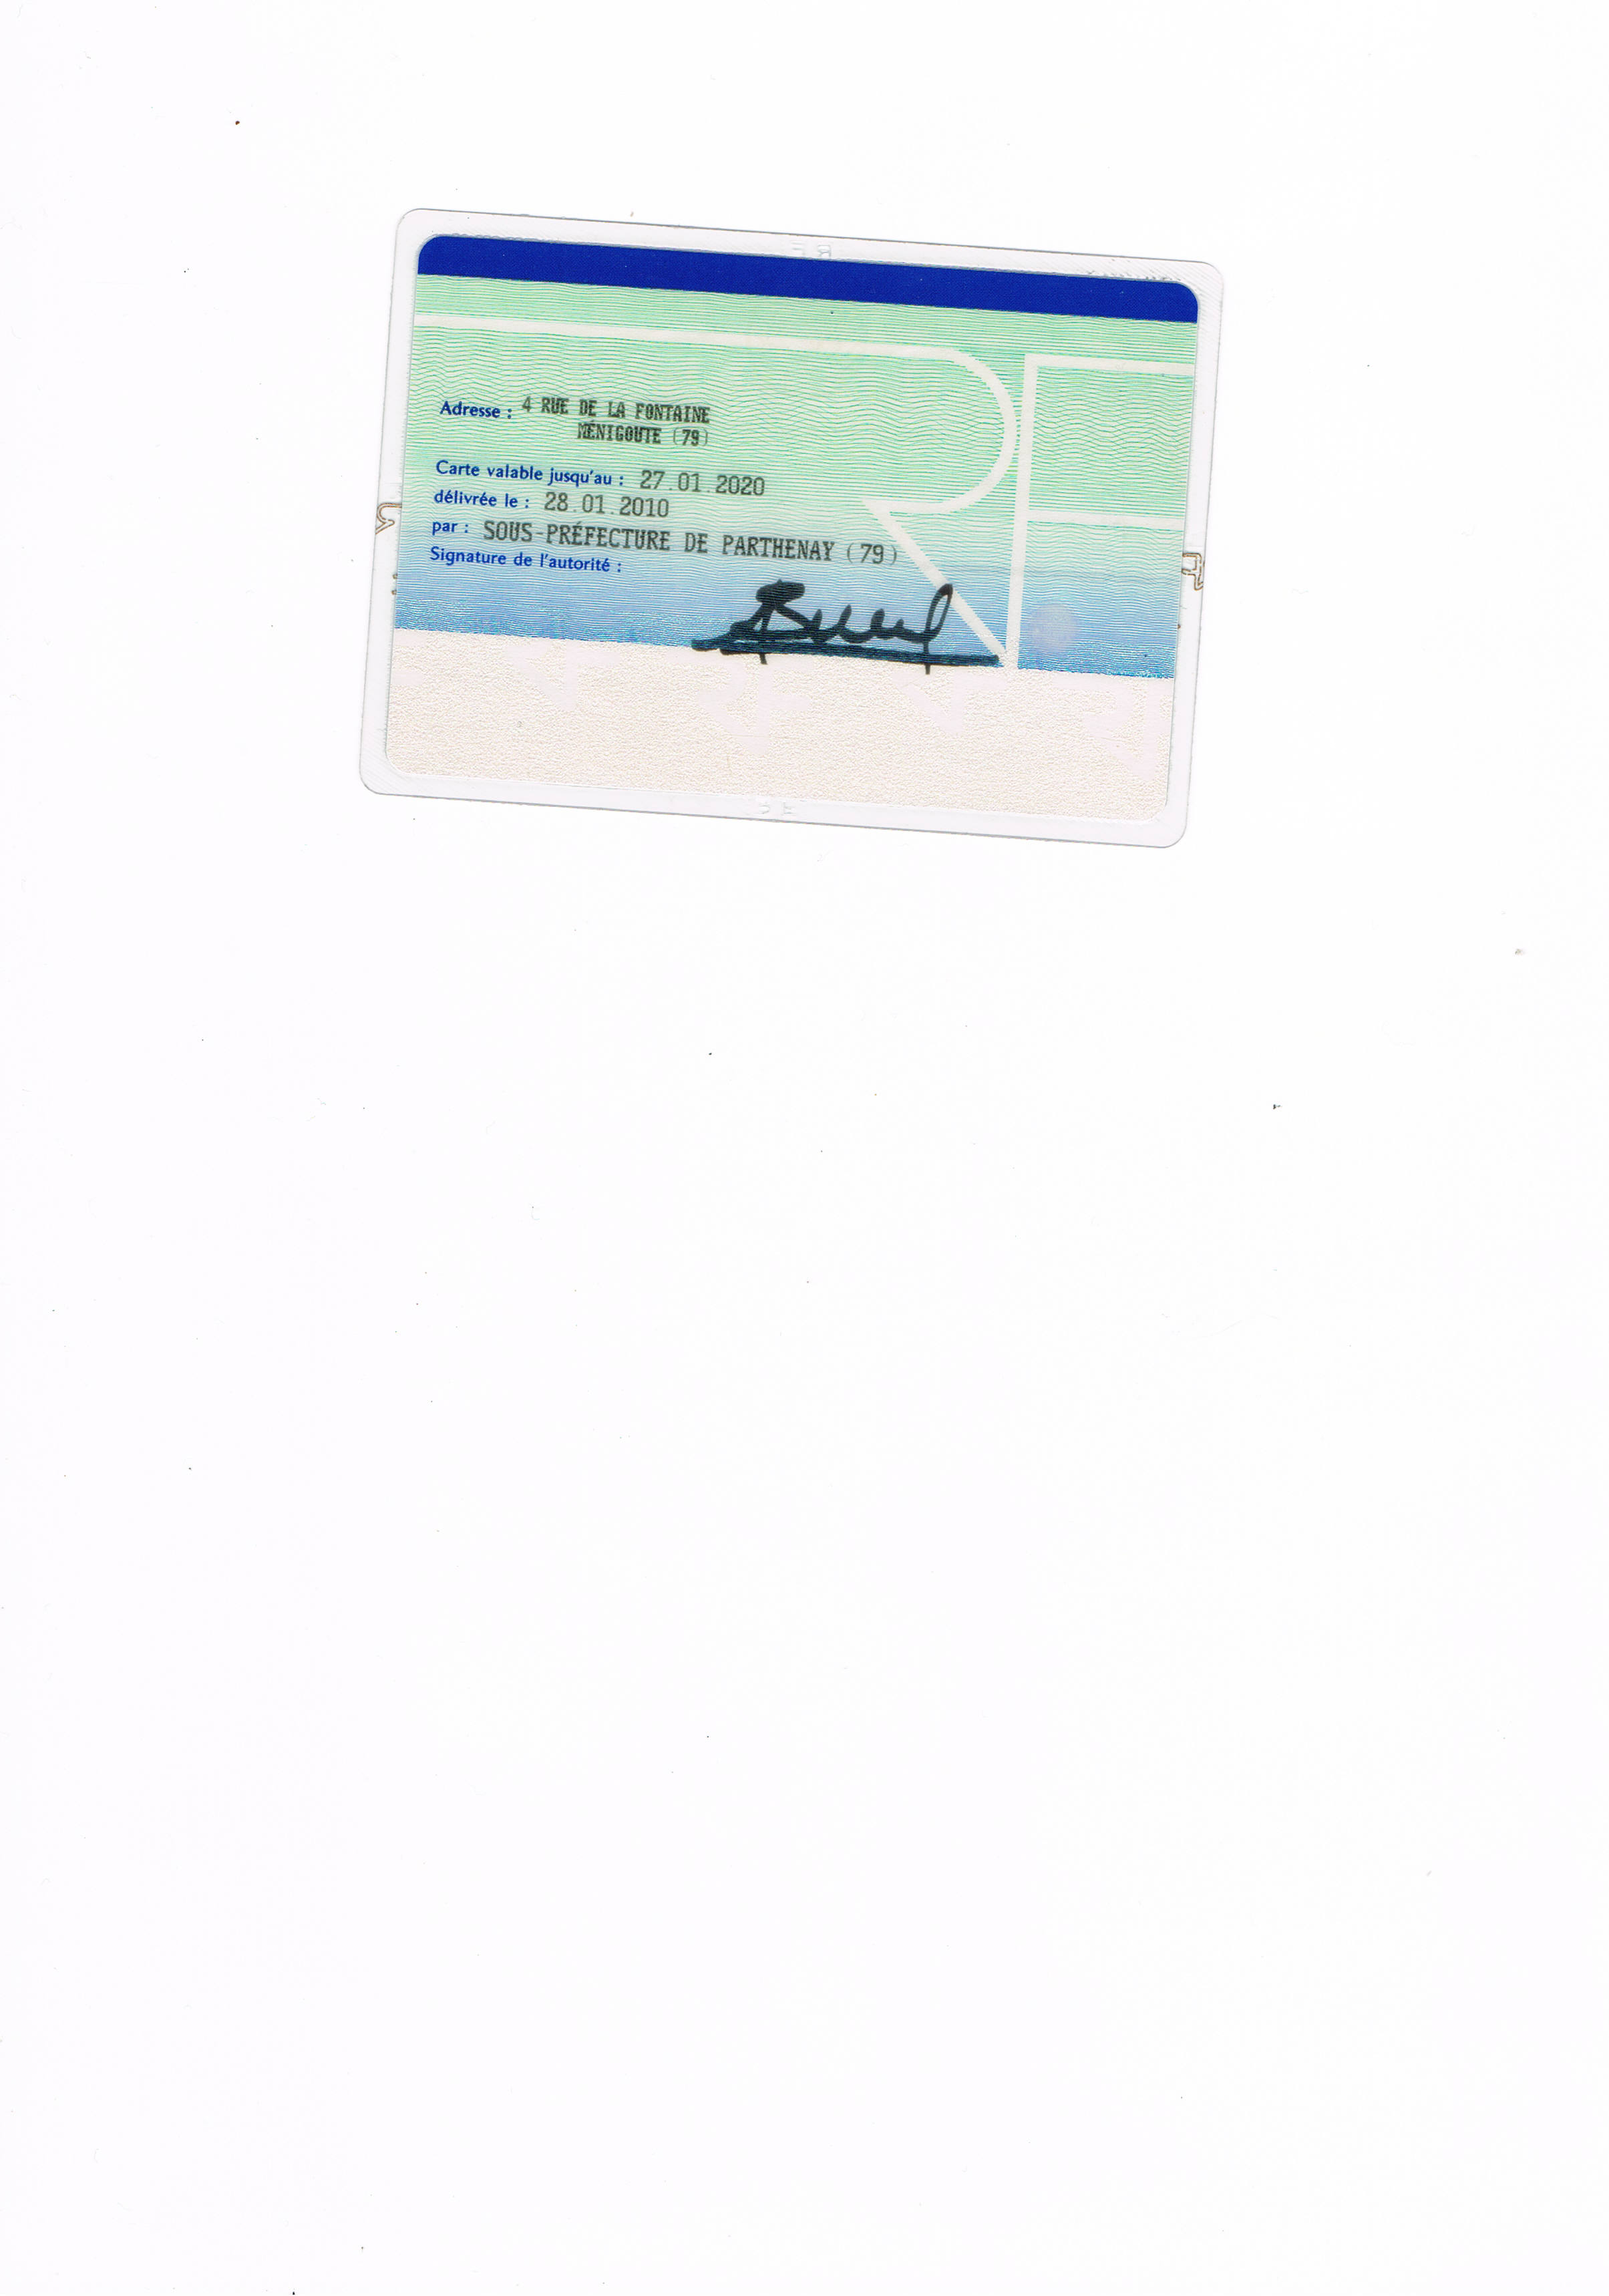 Adresse : 4 RUE DE LA FONTAINE
MÉNIGOUTE (79)
Carte valable jusqu'au : 27.01.2020
délivrée le : 28.01.2010
par : SOUS-PRÉFECTURE DE PARTHENAY (79)
Signature de l'autorité :
RF